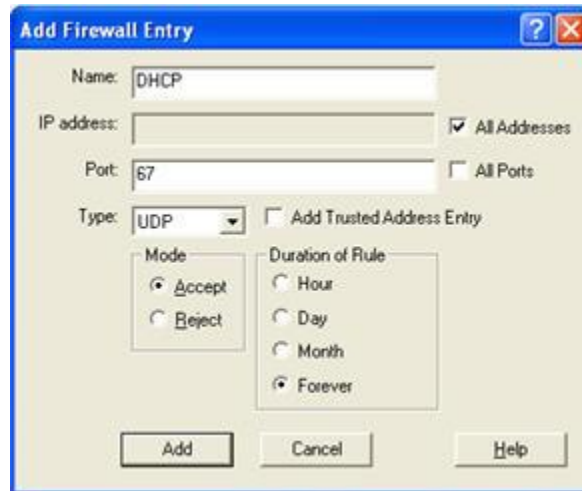 Add Firewall Entry
Name: DHCP
IP address: All Addresses
Port: 67 All Ports
Type: UDP Add Trusted Address Entry
Mode
Accept
Reject
Duration of Rule
Hour
Day
Month
Forever
Add Cancel Help